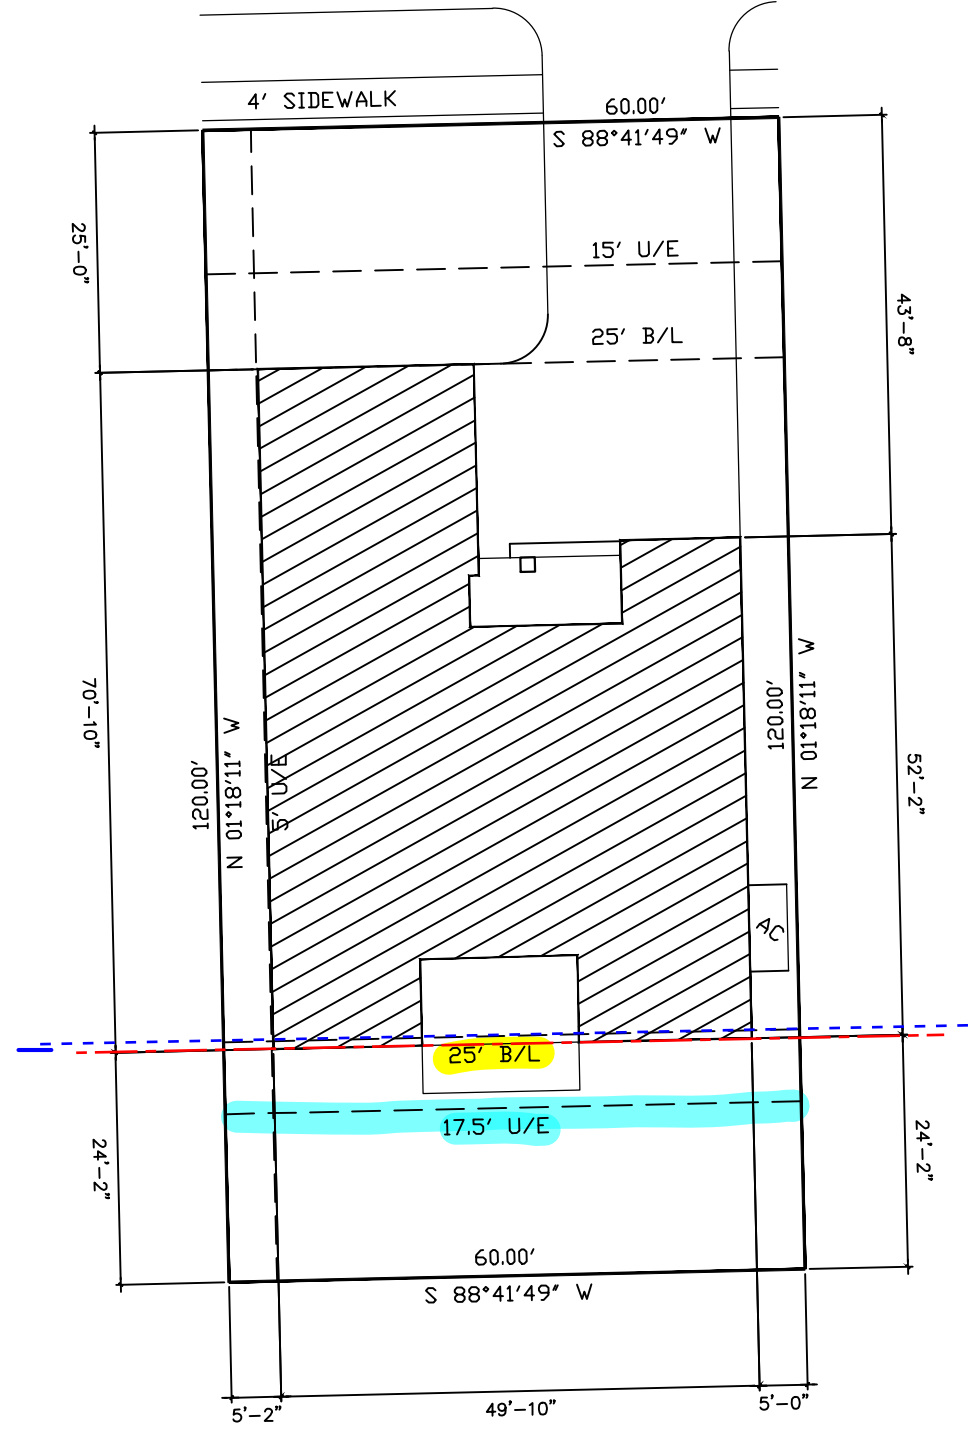 4' SIDEWALK
60.00'
S 88°41'49" W
25'-0"
15' U/E
43'-8"
25' B/L
70'-10"
120.00'
N 01°18'11" W
5' U/E
120.00'
N 01°18'11" W
52'-2"
AC
25' B/L
17.5' U/E
24'-2"
24'-2"
60.00'
S 88°41'49" W
5'-2"
49'-10"
5'-0"